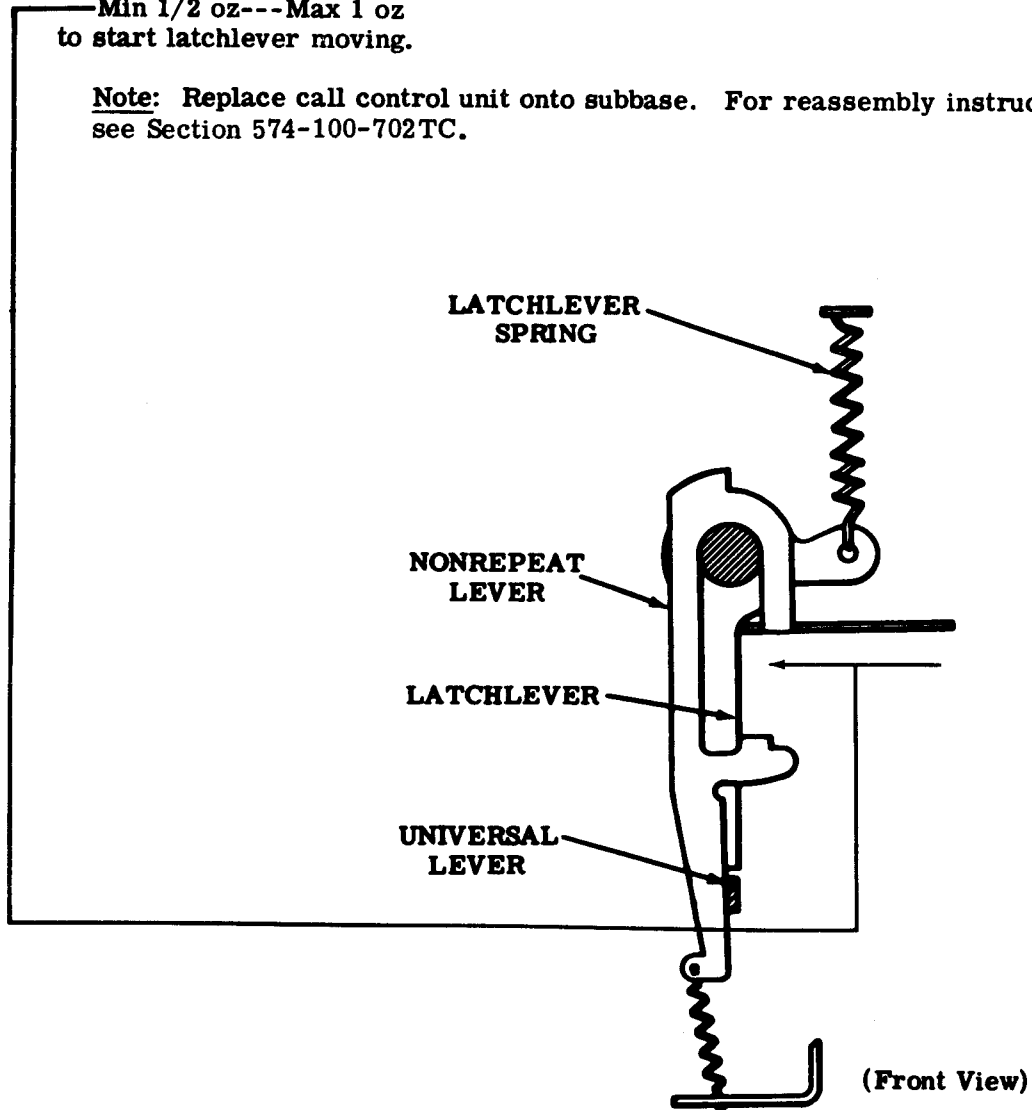 Min 1/2 oz---Max 1 oz
to start latchlever moving.
Note: Replace call control unit onto subbase. For reassembly
see Section 574-100-702TC.
LATCHLEVER
SPRING
NONREPEAT
LEVER
LATCHLEVER
UNIVERSAL
LEVER
(Front View)